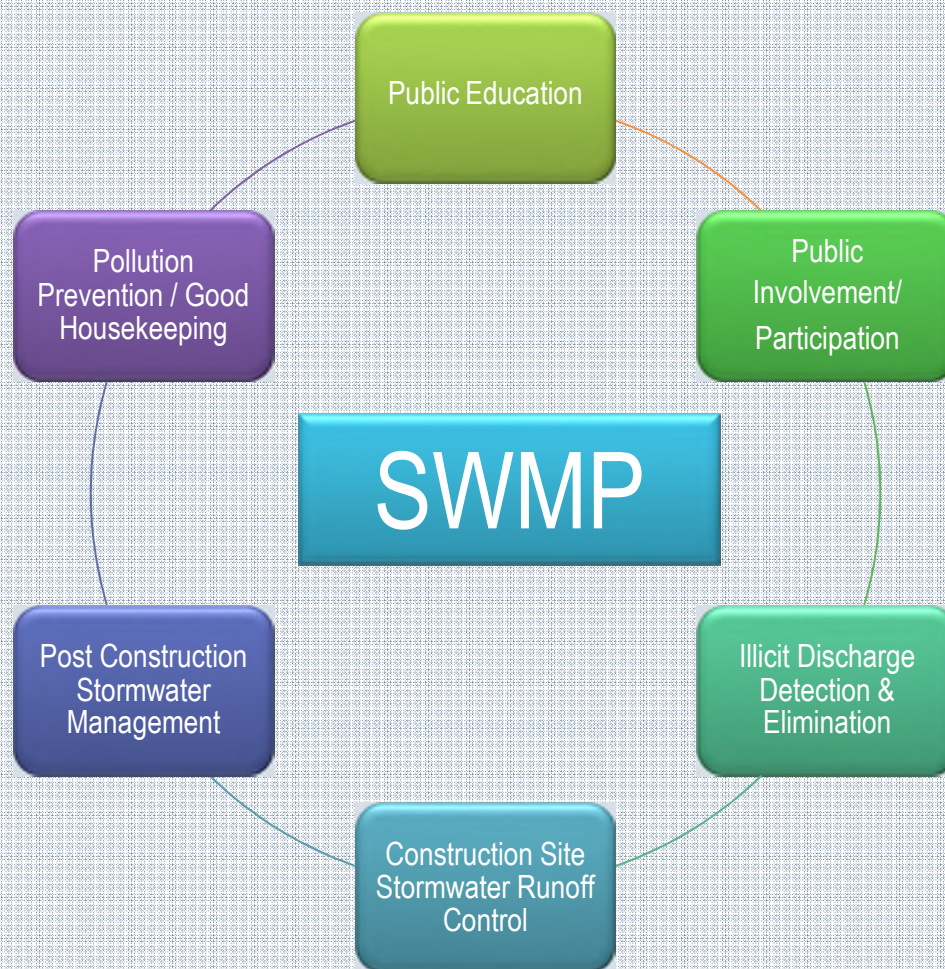 Public Education
Public
Involvement/
Participation
Illicit Discharge
Detection &
Elimination
Construction Site
Stormwater Runoff
Control
Post Construction
Stormwater
Management
Pollution
Prevention / Good
Housekeeping
SWMP